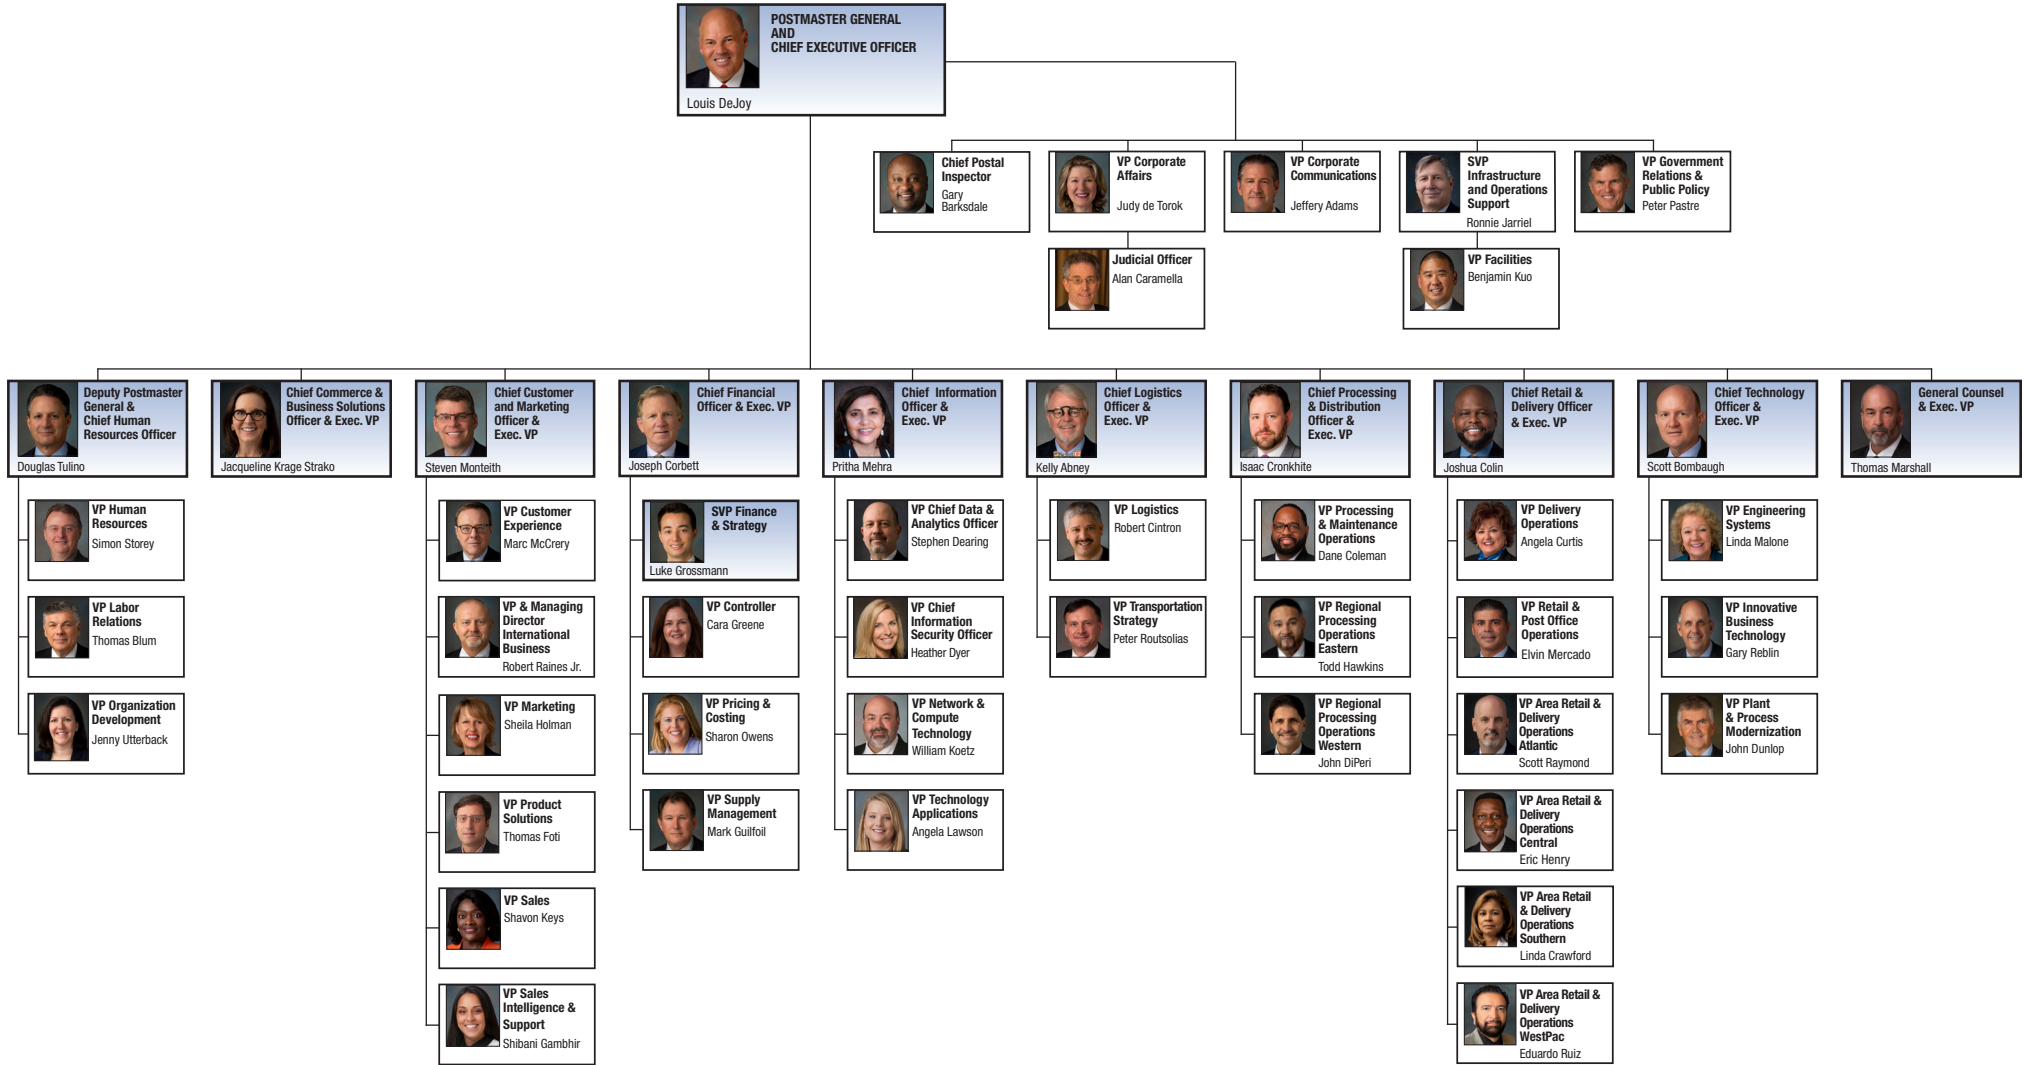 POSTMASTER GENERAL
AND
CHIEF EXECUTIVE OFFICER
Louis DeJoy
Chief Postal
Inspector
Gary
Barksdale
VP Corporate
Affairs
Judy de Torok
VP Corporate
Communications
Jeffery Adams
SVP
Infrastructure
and Operations
Support
Ronnie Jarriel
VP Government
Relations &
Public Policy
Peter Pastre
Judicial Officer
Alan Caramella
VP Facilities
Benjamin Kuo
Deputy Postmaster
General &
Chief Human
Resources Officer
Douglas Tulino
Chief Commerce &
Business Solutions
Officer & Exec. VP
Jacqueline Krage Strako
Chief Customer
and Marketing
Officer &
Exec. VP
Steven Monteith
Chief Financial
Officer & Exec. VP
Joseph Corbett
Chief Information
Officer &
Exec. VP
Pritha Mehra
Chief Logistics
Officer &
Exec. VP
Kelly Abney
Chief Processing
& Distribution
Officer &
Exec. VP
Isaac Cronkhite
Chief Retail &
Delivery Officer
& Exec. VP
Joshua Colin
Chief Technology
Officer &
Exec. VP
Scott Bombaugh
General Counsel
& Exec. VP
Thomas Marshall
VP Human
Resources
Simon Storey
VP Labor
Relations
Thomas Blum
VP Organization
Development
Jenny Utterback
VP Customer
Experience
Marc McCrery
VP & Managing
Director
International
Business
Robert Raines Jr.
VP Marketing
Sheila Holman
VP Product
Solutions
Thomas Foti
VP Sales
Shavon Keys
VP Sales
Intelligence &
Support
Shibani Gambhir
SVP Finance
& Strategy
Luke Grossmann
VP Controller
Cara Greene
VP Pricing &
Costing
Sharon Owens
VP Supply
Management
Mark Guilfoil
VP Chief Data &
Analytics Officer
Stephen Dearing
VP Chief
Information
Security Officer
Heather Dyer
VP Network &
Compute
Technology
William Koetz
VP Technology
Applications
Angela Lawson
VP Logistics
Robert Cintron
VP Transportation
Strategy
Peter Routsolias
VP Processing
& Maintenance
Operations
Dane Coleman
VP Regional
Processing
Operations
Eastern
Todd Hawkins
VP Regional
Processing
Operations
Western
John DiPeri
VP Delivery
Operations
Angela Curtis
VP Retail &
Post Office
Operations
Elvin Mercado
VP Area Retail &
Delivery
Operations
Atlantic
Scott Raymond
VP Area Retail &
Delivery
Operations
Central
Eric Henry
VP Area Retail
& Delivery
Operations
Southern
Linda Crawford
VP Area Retail &
Delivery
Operations
WestPac
Eduardo Ruiz
VP Engineering
Systems
Linda Malone
VP Innovative
Business
Technology
Gary Reblin
VP Plant
& Process
Modernization
John Dunlop